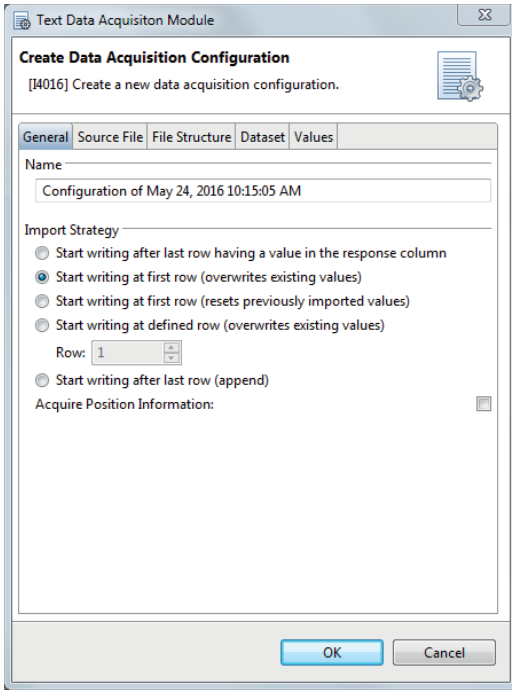 Text Data Acquisiton Module
Create Data Acquisition Configuration
[I4016] Create a new data acquisition configuration.
General Source File File Structure Dataset Values
Name
Configuration of May 24, 2016 10:15:05 AM
Import Strategy
Start writing after last row having a value in the response column
Start writing at first row (overwrites existing values)
Start writing at first row (resets previously imported values)
Start writing at defined row (overwrites existing values)
Row: 1
Start writing after last row (append)
Acquire Position Information:
OK Cancel